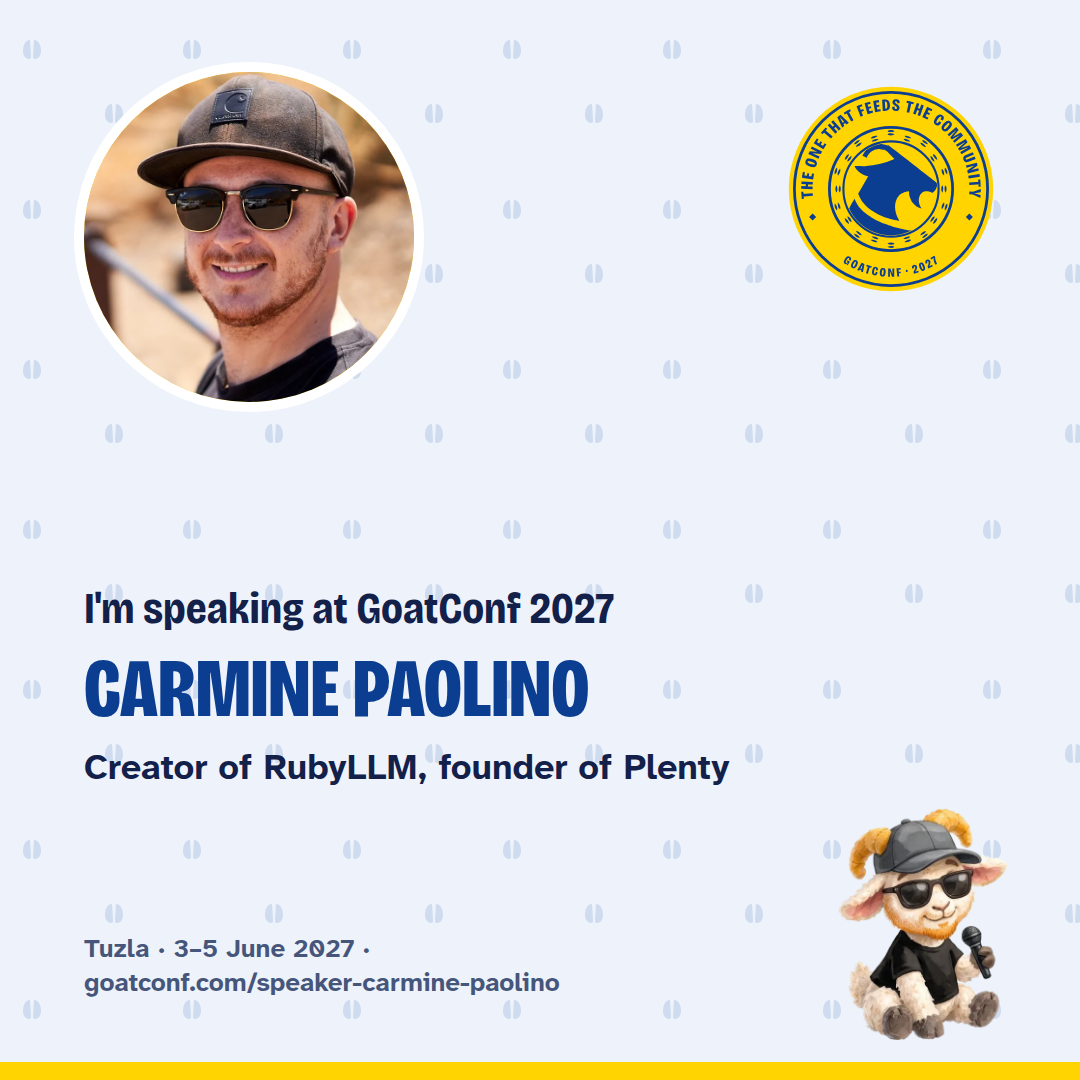 THE ONE THAT FEEDS THE COMMUNITY
GOATCONF · 2027
I'm speaking at GoatConf 2027
CARMINE PAOLINO
Creator of RubyLLM, founder of Plenty
Tuzla · 3–5 June 2027 ·
goatconf.com/speaker-carmine-paolino